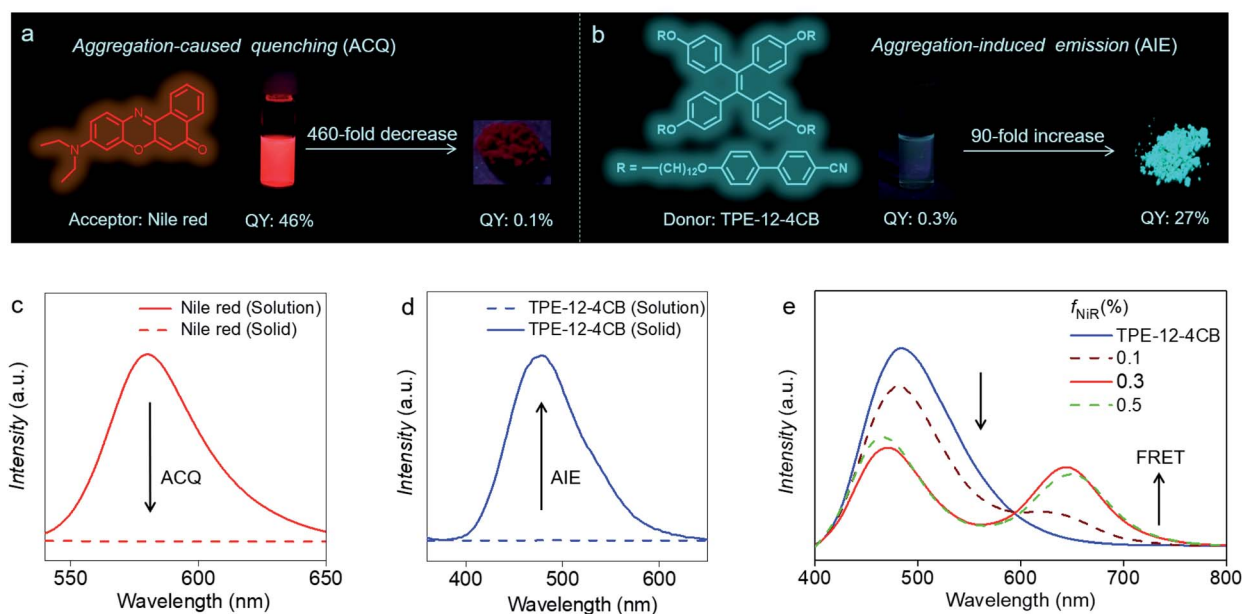 a
Aggregation-caused quenching (ACQ)
N
N
O
O
460-fold decrease
Acceptor: Nile red
QY: 46%
QY: 0.1%
b
Aggregation-induced emission (AIE)
RO
OR
RO
OR
R = —(CH)₁₂O
CN
90-fold increase
Donor: TPE-12-4CB
QY: 0.3%
QY: 27%
c
Nile red (Solution)
Nile red (Solid)
ACQ
Intensity (a.u.)
550 600 650
Wavelength (nm)
d
TPE-12-4CB (Solution)
TPE-12-4CB (Solid)
AIE
Intensity (a.u.)
400 500 600
Wavelength (nm)
e
f_NiR(%)
TPE-12-4CB
0.1
0.3
0.5
FRET
Intensity (a.u.)
400 500 600 700 800
Wavelength (nm)